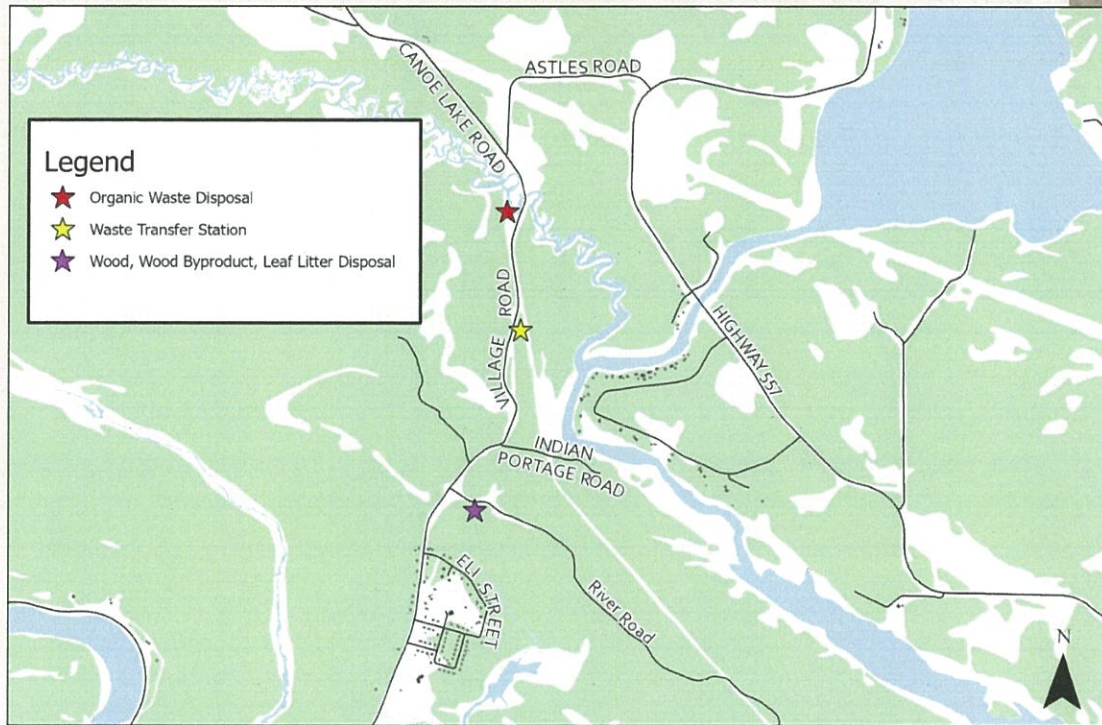 CANOE LAKE ROAD
ASTLES ROAD
Legend
Organic Waste Disposal
Waste Transfer Station
Wood, Wood Byproduct, Leaf Litter Disposal
VILLAGE ROAD
HIGHWAY 557
INDIAN
PORTAGE ROAD
ELI STREET
River Road
N